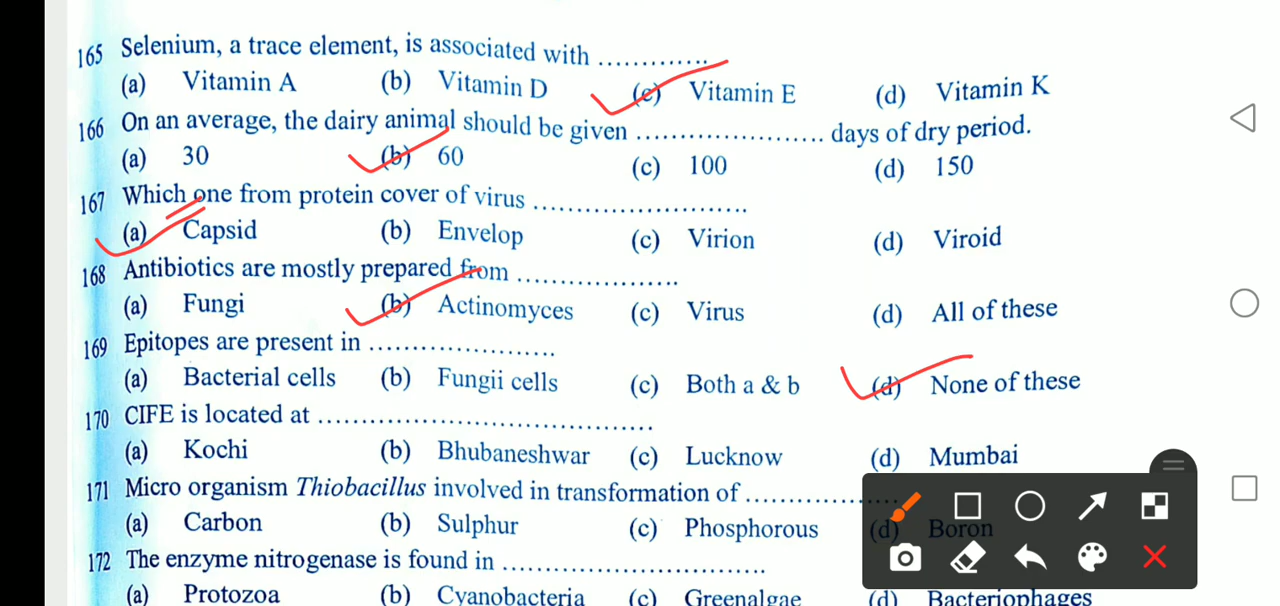 165 Selenium, a trace element, is associated with .............
(a) Vitamin A (b) Vitamin D (c) Vitamin E (d) Vitamin K
166 On an average, the dairy animal should be given ...................... days of dry period.
(a) 30 (b) 60 (c) 100 (d) 150
167 Which one from protein cover of virus .........................
(a) Capsid (b) Envelop (c) Virion (d) Viroid
168 Antibiotics are mostly prepared from ...................
(a) Fungi (b) Actinomyces (c) Virus (d) All of these
169 Epitopes are present in ......................
(a) Bacterial cells (b) Fungii cells (c) Both a & b (d) None of these
170 CIFE is located at .......................................
(a) Kochi (b) Bhubaneshwar (c) Lucknow (d) Mumbai
171 Micro organism Thiobacillus involved in transformation of ..................
(a) Carbon (b) Sulphur (c) Phosphorous (d) Boron
172 The enzyme nitrogenase is found in ..............................
(a) Protozoa (b) Cyanobacteria (c) Greenalgae (d) Bacteriophages